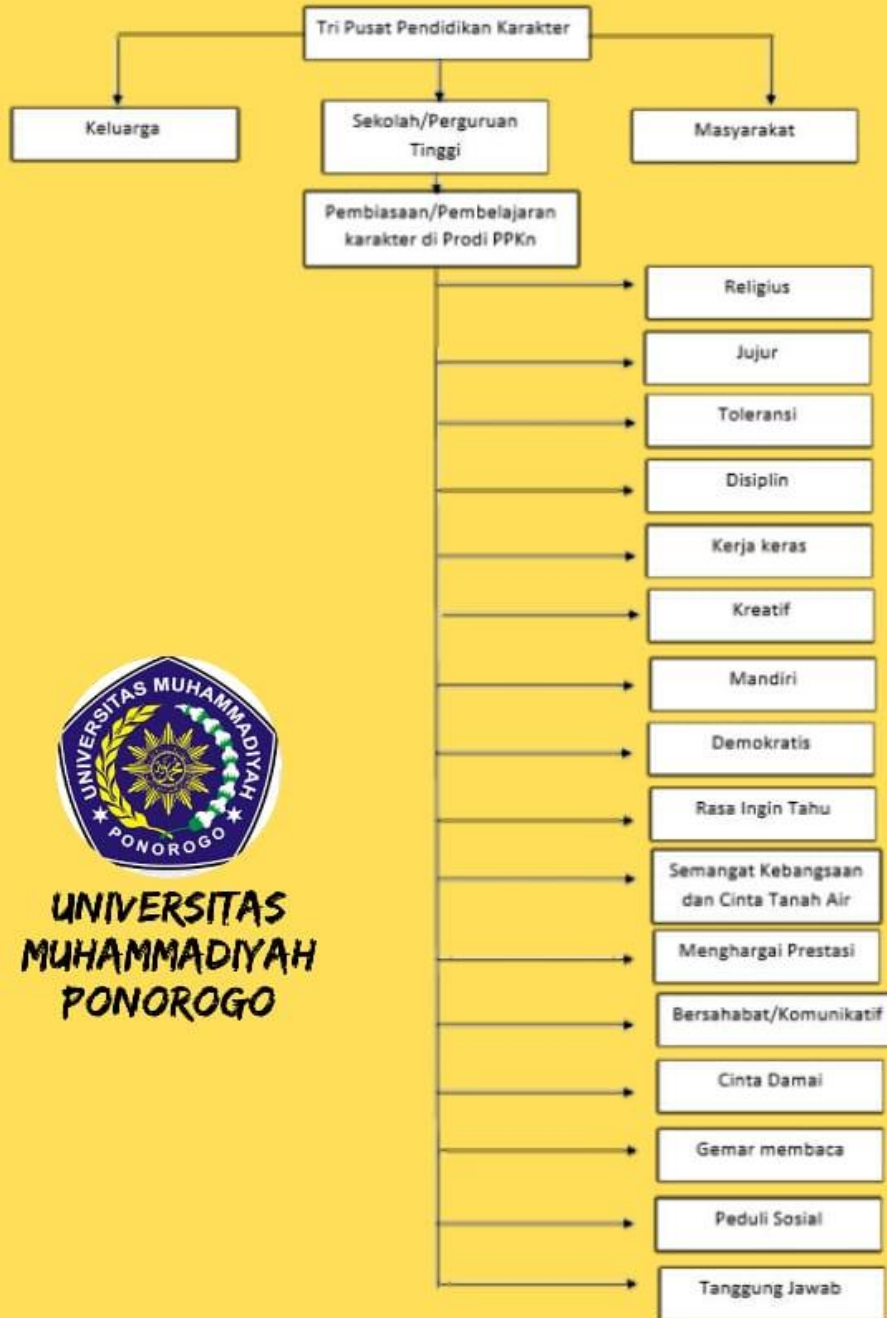 Tri Pusat Pendidikan Karakter
Keluarga
Sekolah/Perguruan
Tinggi
Masyarakat
Pembiasaan/Pembelajaran
karakter di Prodi PPKn
Religius
Jujur
Toleransi
Disiplin
Kerja keras
Kreatif
Mandiri
Demokratis
Rasa Ingin Tahu
Semangat Kebangsaan
dan Cinta Tanah Air
Menghargai Prestasi
Bersahabat/Komunikatif
Cinta Damai
Gemar membaca
Peduli Sosial
Tanggung Jawab
UNIVERSITAS MUHAMMADIYAH
PONOROGO
UNIVERSITAS
MUHAMMADIYAH
PONOROGO